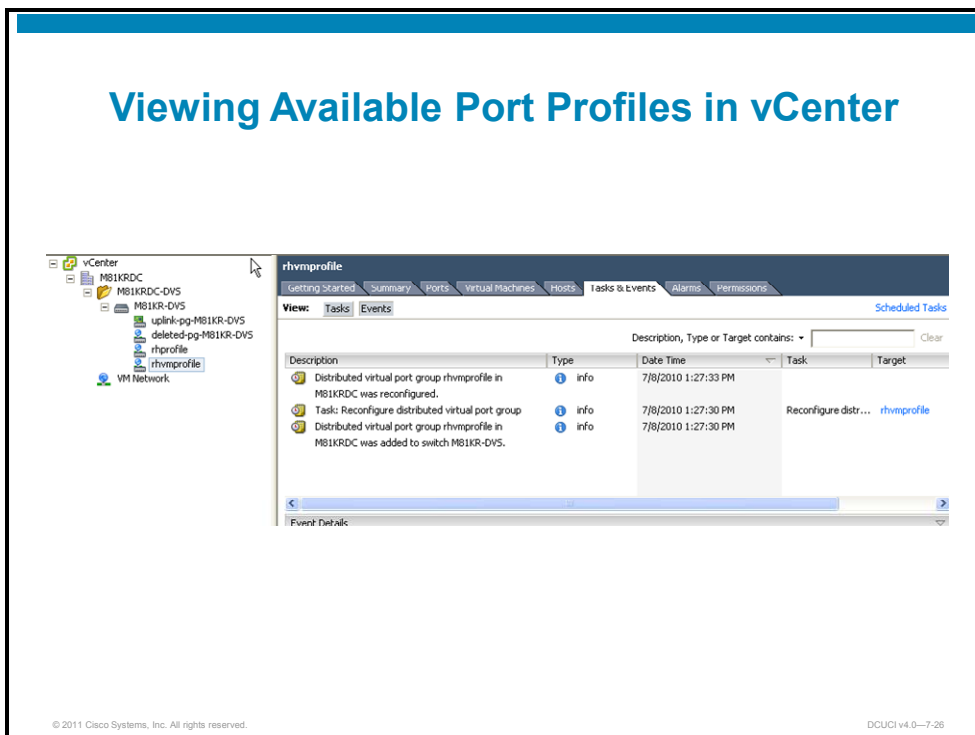 Viewing Available Port Profiles in vCenter
vCenter
M81KRDC
M81KRDC-DVS
M81KR-DVS
uplink-pg-M81KR-DVS
deleted-pg-M81KR-DVS
rhprofile
rhvmprofile
VM Network
rhvmprofile
Getting Started Summary Ports Virtual Machines Hosts Tasks & Events Alarms Permissions
View: Tasks Events Scheduled Tasks
Description, Type or Target contains: Clear
Description Type Date Time Task Target
Distributed virtual port group rhvmprofile in info 7/8/2010 1:27:33 PM
M81KRDC was reconfigured.
Task: Reconfigure distributed virtual port group info 7/8/2010 1:27:30 PM Reconfigure distr... rhvmprofile
Distributed virtual port group rhvmprofile in info 7/8/2010 1:27:30 PM
M81KRDC was added to switch M81KR-DVS.
Event Details
© 2011 Cisco Systems, Inc. All rights reserved. DCUCI v4.0—7-26